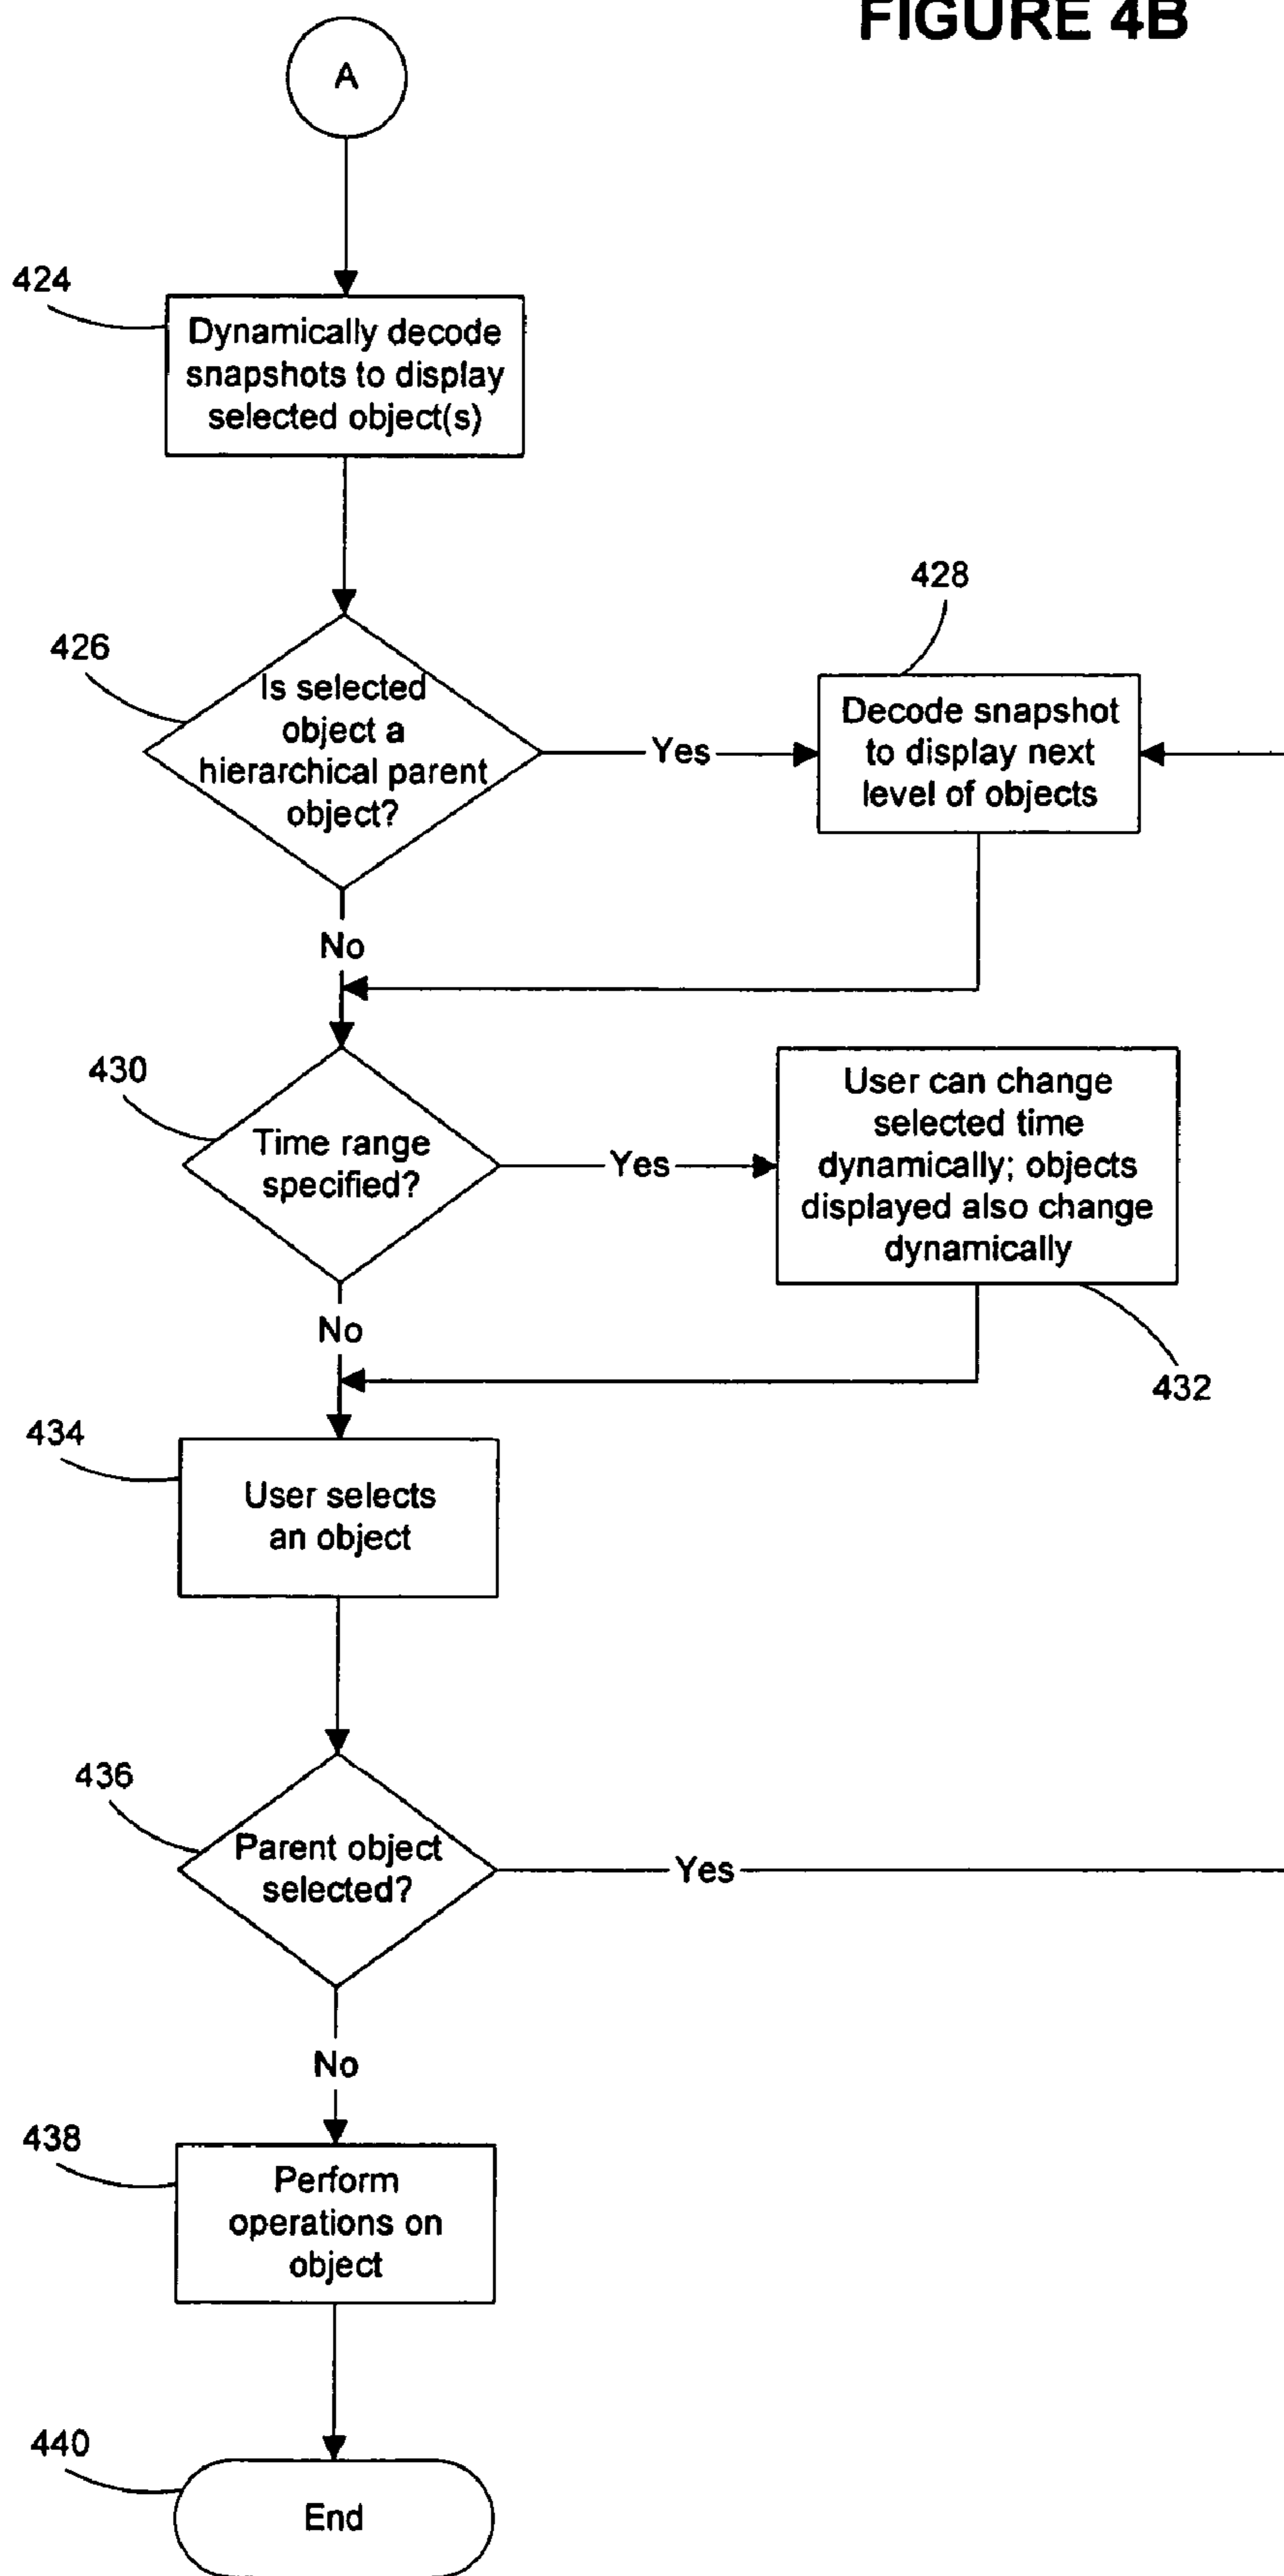 FIGURE 4B
A
424
Dynamically decode
snapshots to display
selected object(s)
426
Is selected
object a
hierarchical parent
object?
Yes
428
Decode snapshot
to display next
level of objects
No
430
Time range
specified?
Yes
User can change
selected time
dynamically; objects
displayed also change
dynamically
432
No
434
User selects
an object
436
Parent object
selected?
Yes
No
438
Perform
operations on
object
440
End